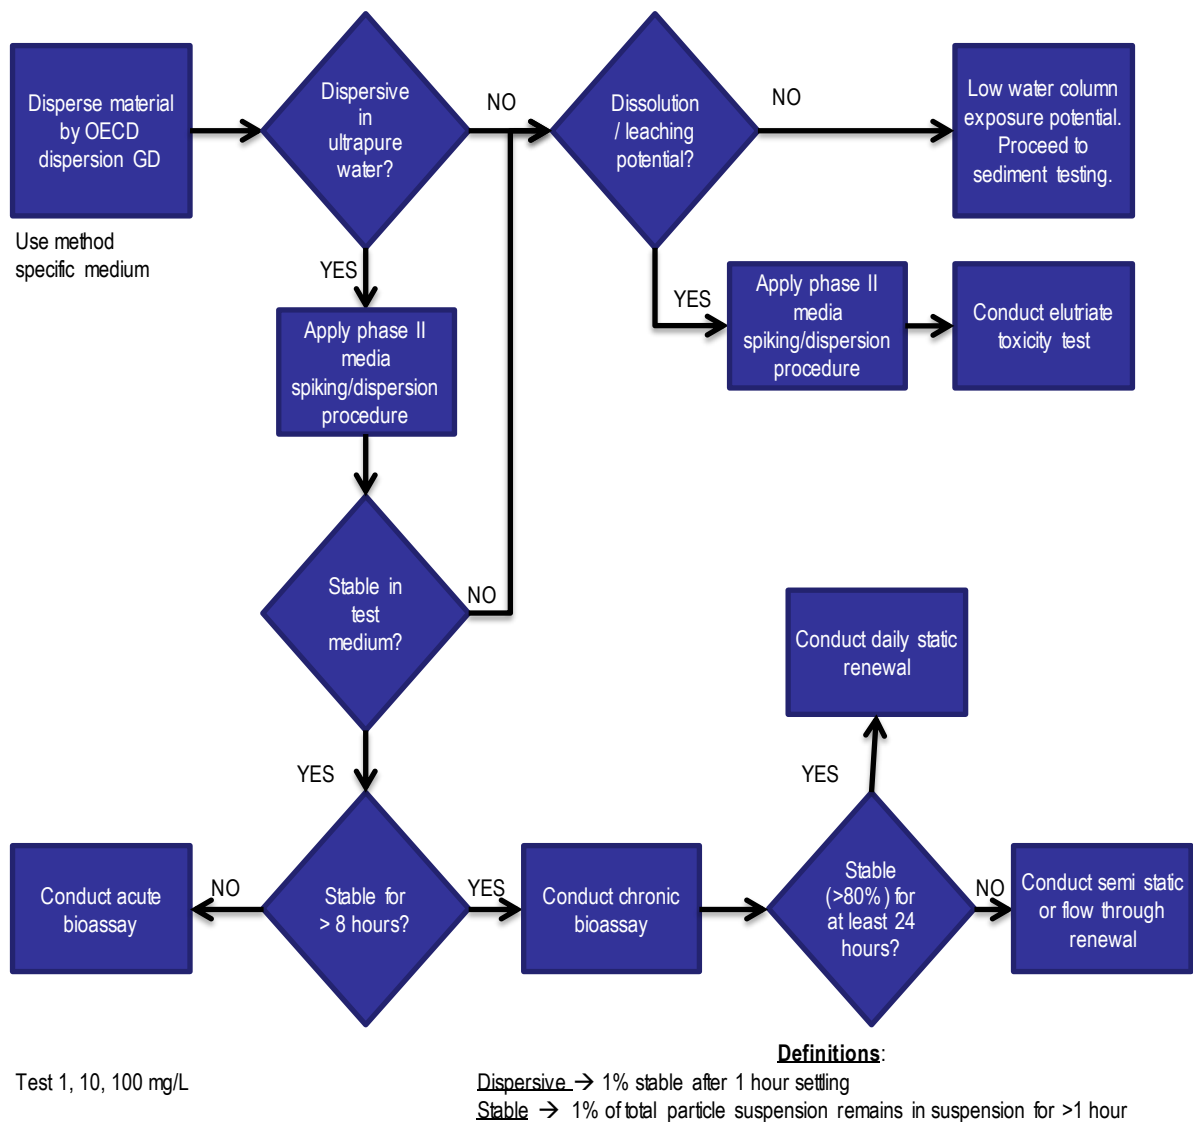 Disperse material
by OECD
dispersion GD
Use method
specific medium
Dispersive
in
ultrapure
water?
NO
Dissolution
/ leaching
potential?
NO
Low water column
exposure potential.
Proceed to
sediment testing.
YES
Apply phase II
media
spiking/dispersion
procedure
YES
Apply phase II
media
spiking/dispersion
procedure
Conduct elutriate
toxicity test
Stable in
test
medium?
NO
YES
Conduct daily static
renewal
YES
Conduct acute
bioassay
NO
Stable for
> 8 hours?
YES
Conduct chronic
bioassay
Stable
(>80%) for
at least 24
hours?
NO
Conduct semi static
or flow through
renewal
Test 1, 10, 100 mg/L
Definitions:
Dispersive → 1% stable after 1 hour settling
Stable → 1% of total particle suspension remains in suspension for >1 hour